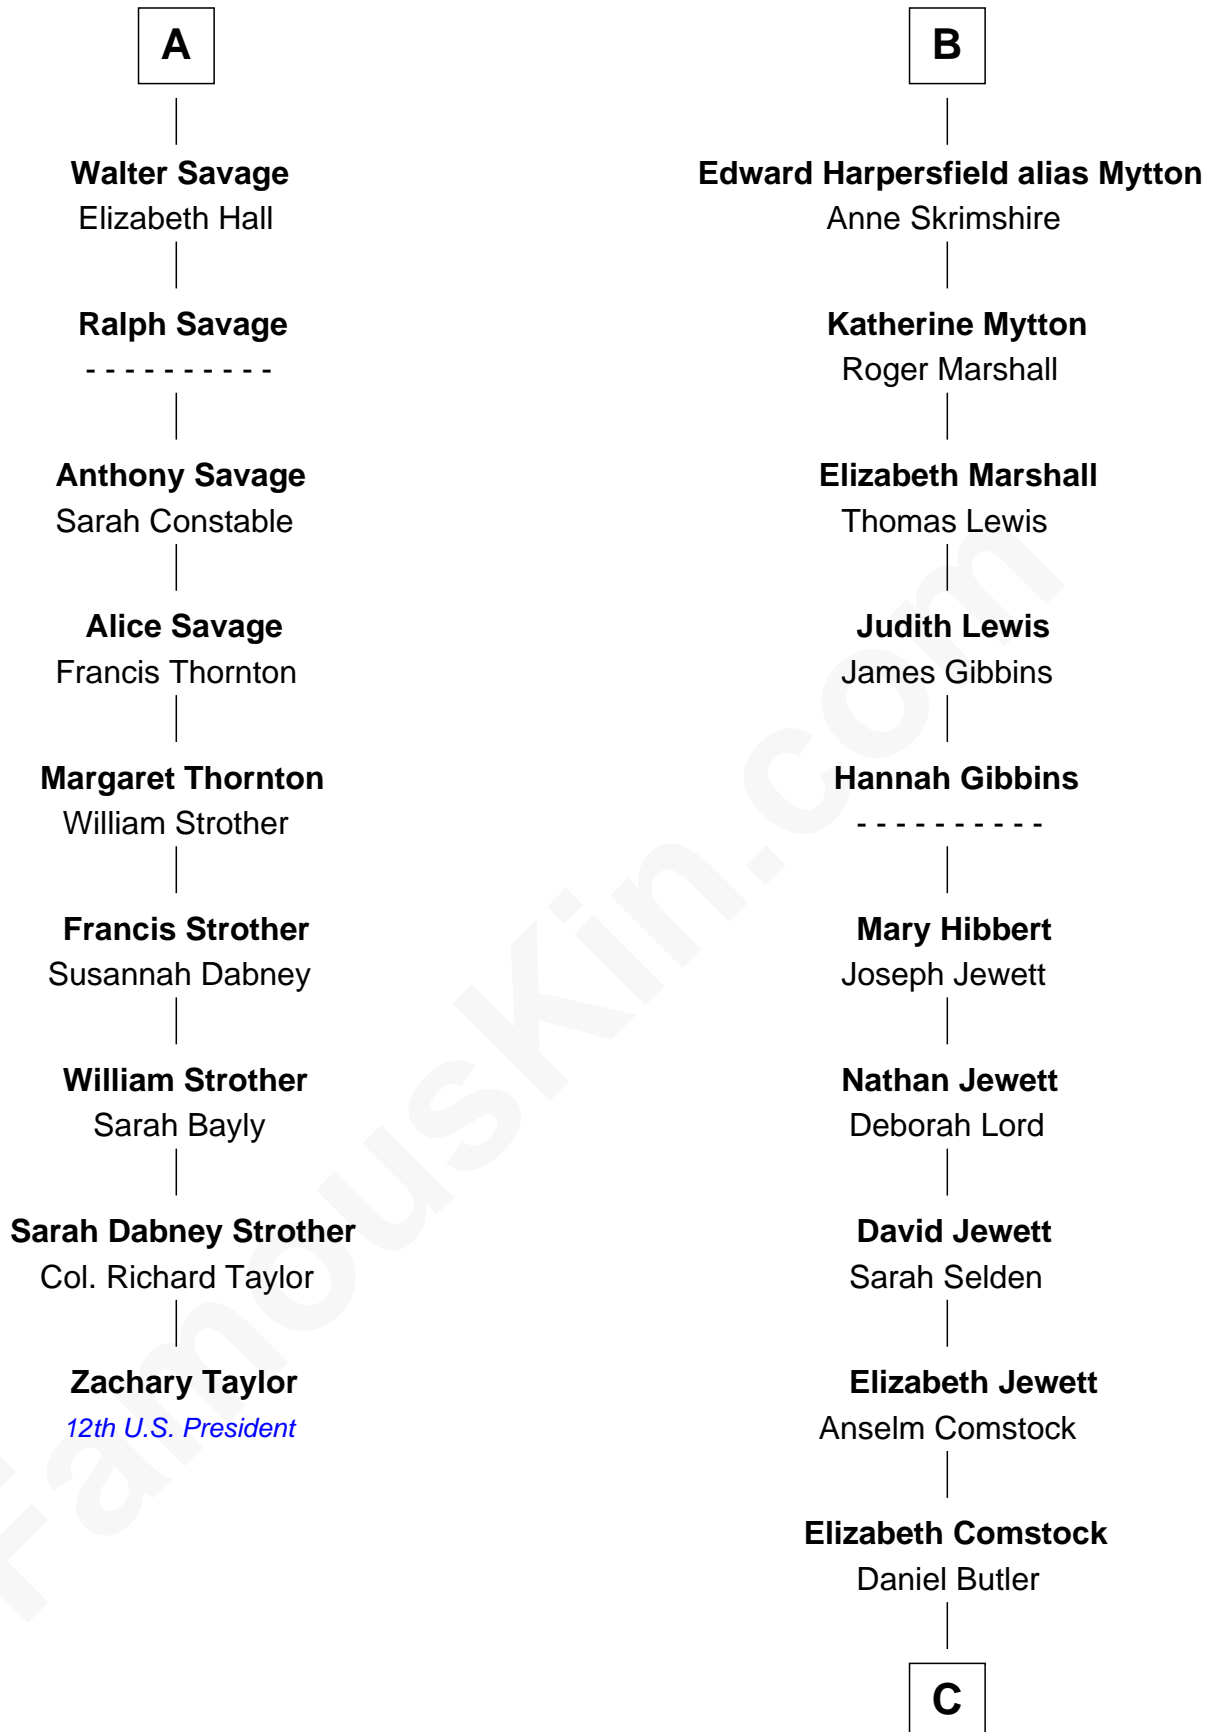 A
Walter Savage
Elizabeth Hall
Ralph Savage
- - - - - - - - - -
Anthony Savage
Sarah Constable
Alice Savage
Francis Thornton
Margaret Thornton
William Strother
Francis Strother
Susannah Dabney
William Strother
Sarah Bayly
Sarah Dabney Strother
Col. Richard Taylor
Zachary Taylor
12th U.S. President
B
Edward Harpersfield alias Mytton
Anne Skrimshire
Katherine Mytton
Roger Marshall
Elizabeth Marshall
Thomas Lewis
Judith Lewis
James Gibbins
Hannah Gibbins
- - - - - - - - - -
Mary Hibbert
Joseph Jewett
Nathan Jewett
Deborah Lord
David Jewett
Sarah Selden
Elizabeth Jewett
Anselm Comstock
Elizabeth Comstock
Daniel Butler
C
FamousKin.com